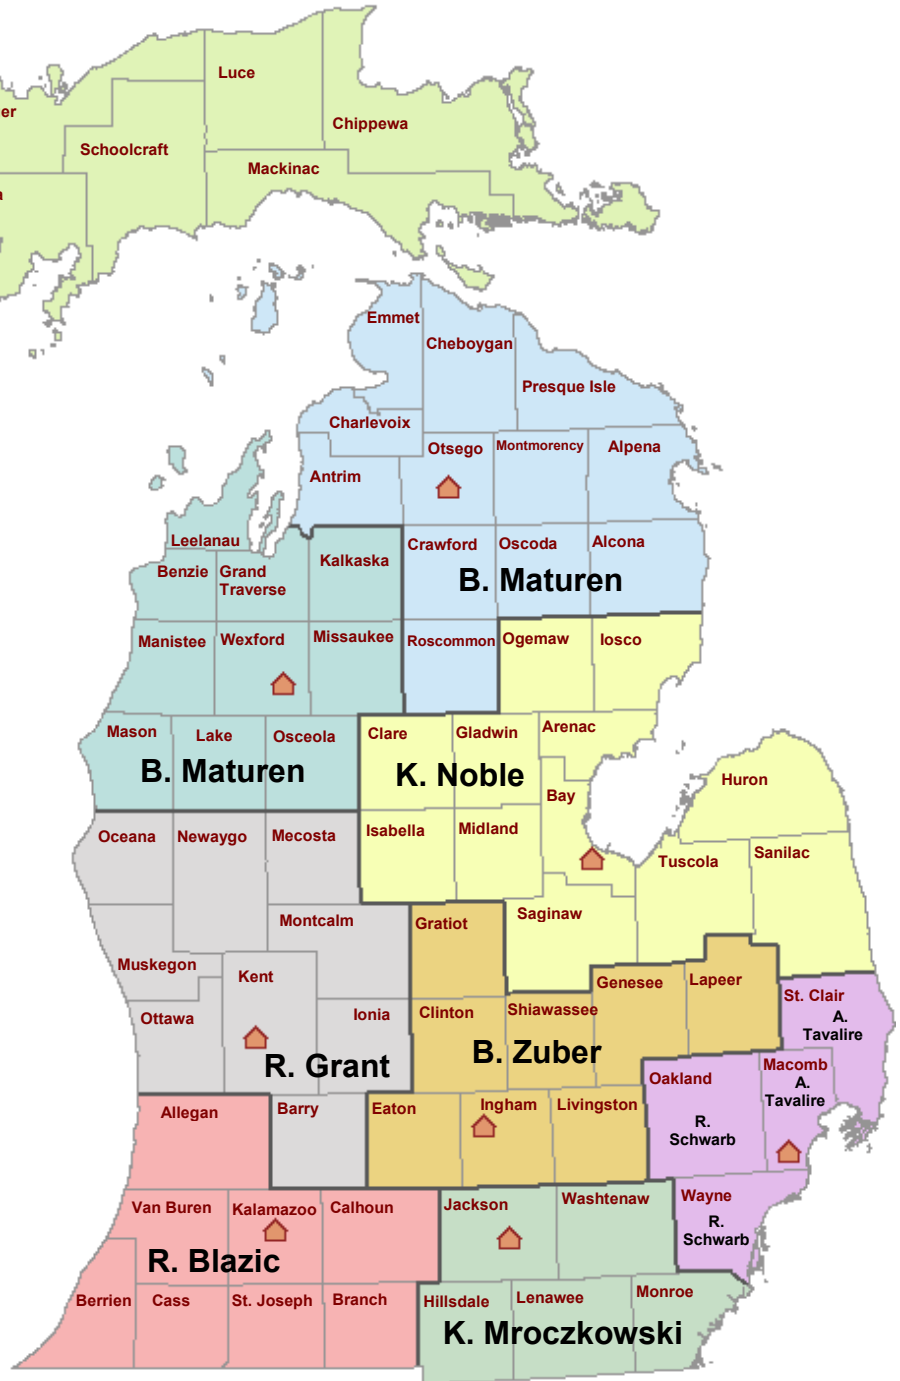 Luce
er
Chippewa
Schoolcraft
Mackinac
a
Emmet
Cheboygan
Presque Isle
Charlevoix
Otsego
Montmorency
Alpena
Antrim
Leelanau
Crawford
Oscoda
Alcona
Kalkaska
Benzie
Grand
Traverse
B. Maturen
Manistee
Wexford
Missaukee
Roscommon
Ogemaw
Iosco
Mason
Lake
Osceola
Clare
Gladwin
Arenac
B. Maturen
K. Noble
Huron
Bay
Oceana
Newaygo
Mecosta
Isabella
Midland
Tuscola
Sanilac
Saginaw
Montcalm
Gratiot
Muskegon
Kent
Genesee
Lapeer
St. Clair
A.
Tavalire
Ottawa
Ionia
Clinton
Shiawassee
B. Zuber
R. Grant
Macomb
A.
Tavalire
Oakland
R.
Schwarb
Allegan
Barry
Eaton
Ingham
Livingston
Van Buren
Kalamazoo
Calhoun
Jackson
Washtenaw
Wayne
R.
Schwarb
R. Blazic
Berrien
Cass
St. Joseph
Branch
Hillsdale
Lenawee
Monroe
K. Mroczkowski